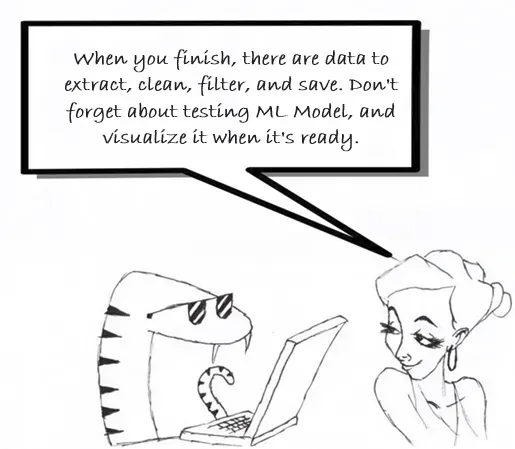 When you finish, there are data to
extract, clean, filter, and save. Don't
forget about testing ML Model, and
visualize it when it's ready.